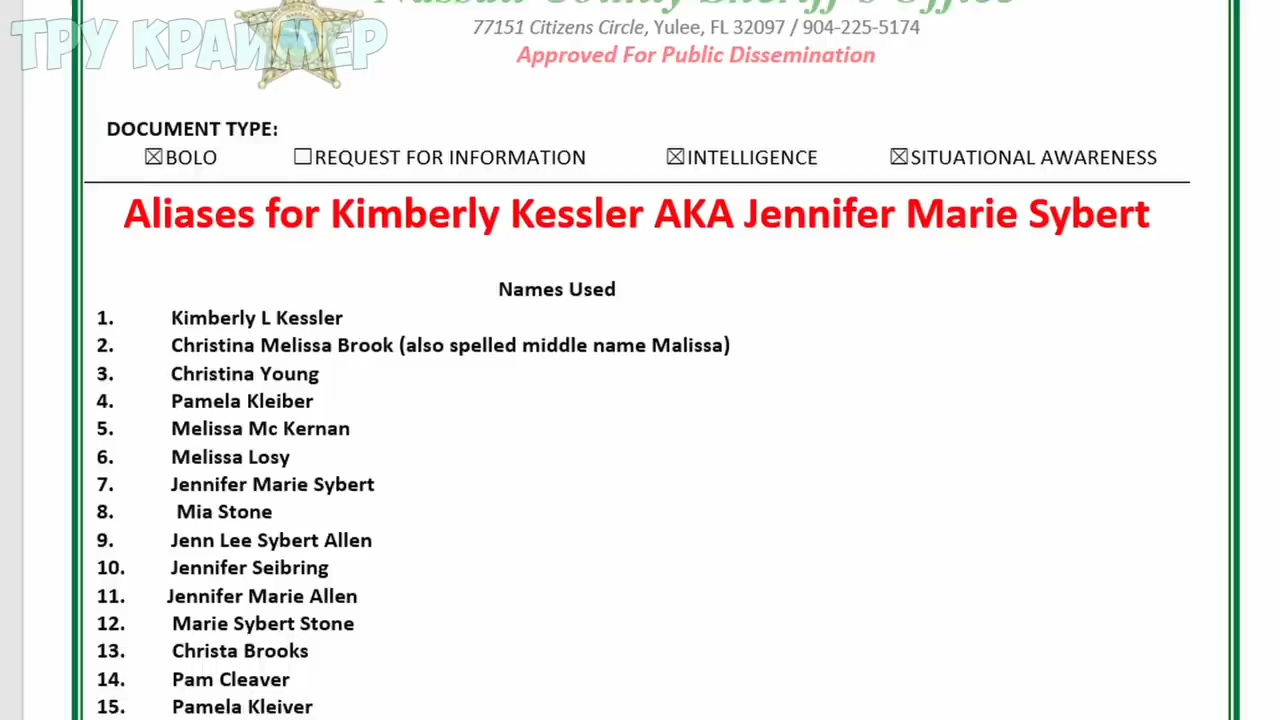 Nassau County Sheriff's Office
77151 Citizens Circle, Yulee, FL 32097 / 904-225-5174
ТРУ КРАЙМЕР
Approved For Public Dissemination
DOCUMENT TYPE:
☒BOLO ☐REQUEST FOR INFORMATION ☒INTELLIGENCE ☒SITUATIONAL AWARENESS
Aliases for Kimberly Kessler AKA Jennifer Marie Sybert
Names Used
1. Kimberly L Kessler
2. Christina Melissa Brook (also spelled middle name Malissa)
3. Christina Young
4. Pamela Kleiber
5. Melissa Mc Kernan
6. Melissa Losy
7. Jennifer Marie Sybert
8. Mia Stone
9. Jenn Lee Sybert Allen
10. Jennifer Seibring
11. Jennifer Marie Allen
12. Marie Sybert Stone
13. Christa Brooks
14. Pam Cleaver
15. Pamela Kleiver